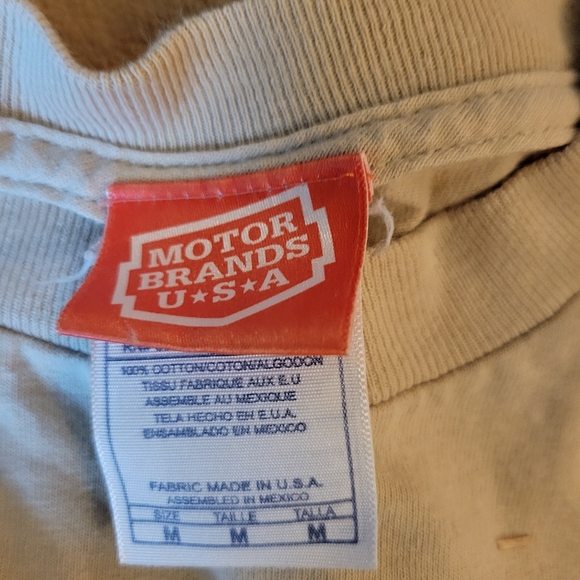 MOTOR
BRANDS
U★S★A
100% COTTON/COTON/ALGODON
TISSU FABRIQUE AUX E.U
ASSEMBLE AU MEXIQUE
TELA HECHO EN E.U.A.
ENSAMBLADO EN MEXICO
FABRIC MADE IN U.S.A.
ASSEMBLED IN MEXICO
SIZE TAILLE TALLA
M M M